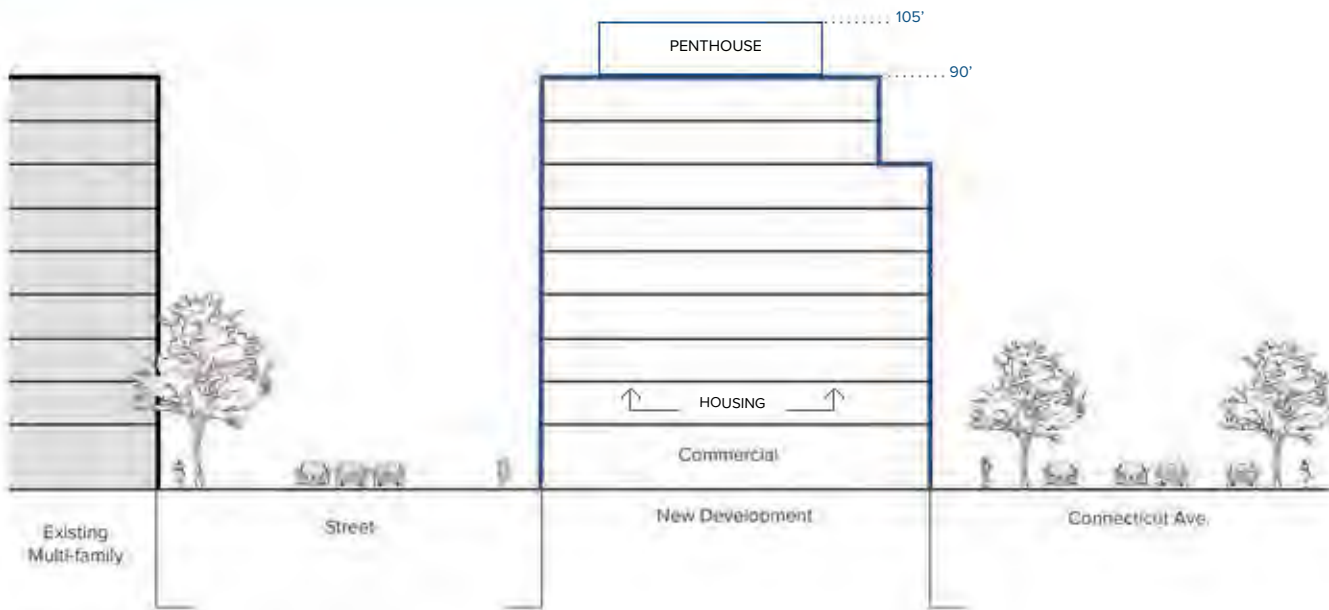 105'
PENTHOUSE
90'
HOUSING
Commercial
Existing
Multi-family
Street
New Development
Connecticut Ave.